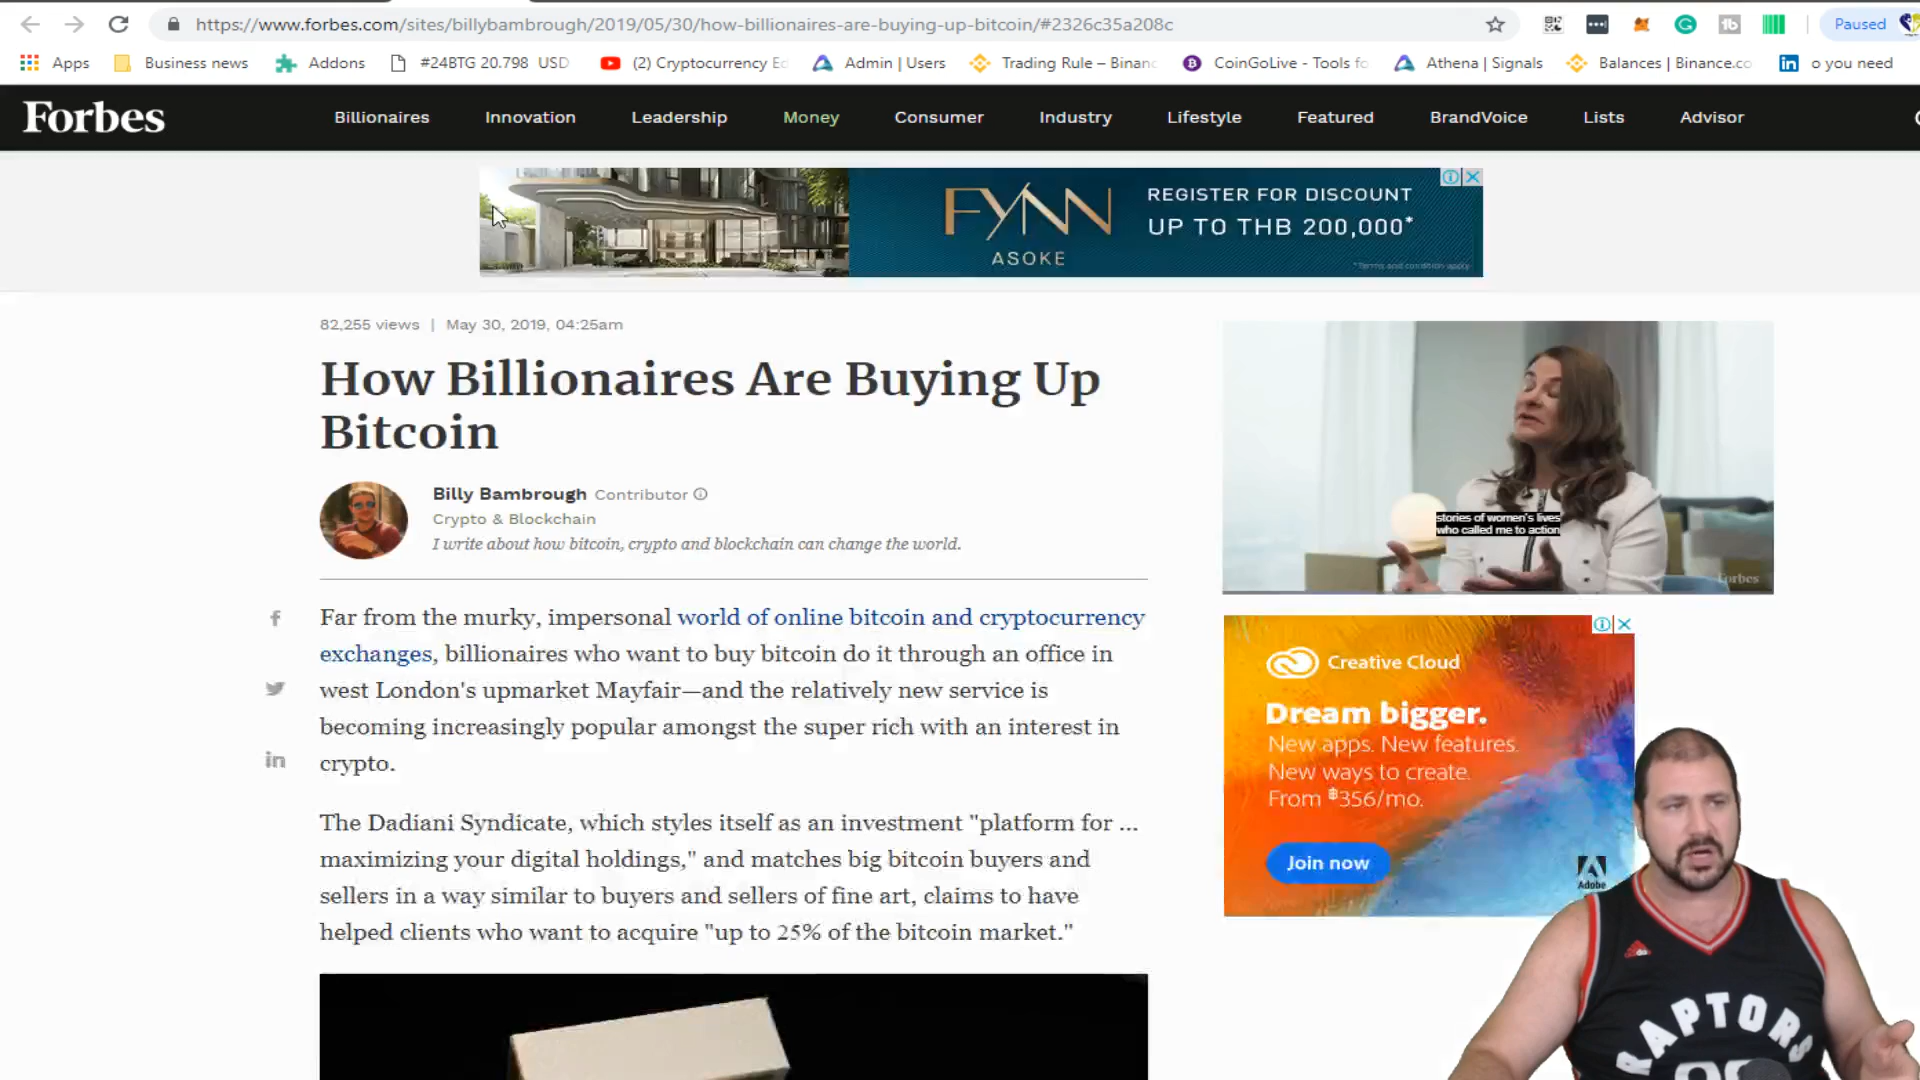 https://www.forbes.com/sites/billybambrough/2019/05/30/how-billionaires-are-buying-up-bitcoin/#2326c35a208c
Paused
Apps
Business news
Addons
#24BTG 20.798 USD
(2) Cryptocurrency Ed
Admin | Users
Trading Rule – Binanc
CoinGoLive - Tools fo
Athena | Signals
Balances | Binance.co
o you need
Forbes
Billionaires
Innovation
Leadership
Money
Consumer
Industry
Lifestyle
Featured
BrandVoice
Lists
Advisor
FYNN
ASOKE
REGISTER FOR DISCOUNT
UP TO THB 200,000*
*Terms and condition apply
82,255 views | May 30, 2019, 04:25am
How Billionaires Are Buying Up
Bitcoin
Billy Bambrough Contributor
Crypto & Blockchain
I write about how bitcoin, crypto and blockchain can change the world.
Far from the murky, impersonal world of online bitcoin and cryptocurrency
exchanges, billionaires who want to buy bitcoin do it through an office in
west London's upmarket Mayfair—and the relatively new service is
becoming increasingly popular amongst the super rich with an interest in
crypto.
The Dadiani Syndicate, which styles itself as an investment "platform for ...
maximizing your digital holdings," and matches big bitcoin buyers and
sellers in a way similar to buyers and sellers of fine art, claims to have
helped clients who want to acquire "up to 25% of the bitcoin market."
stories of women's lives
who called me to action
Forbes
Creative Cloud
Dream bigger.
New apps. New features.
New ways to create.
From ฿356/mo.
Join now
Adobe
RAPTORS